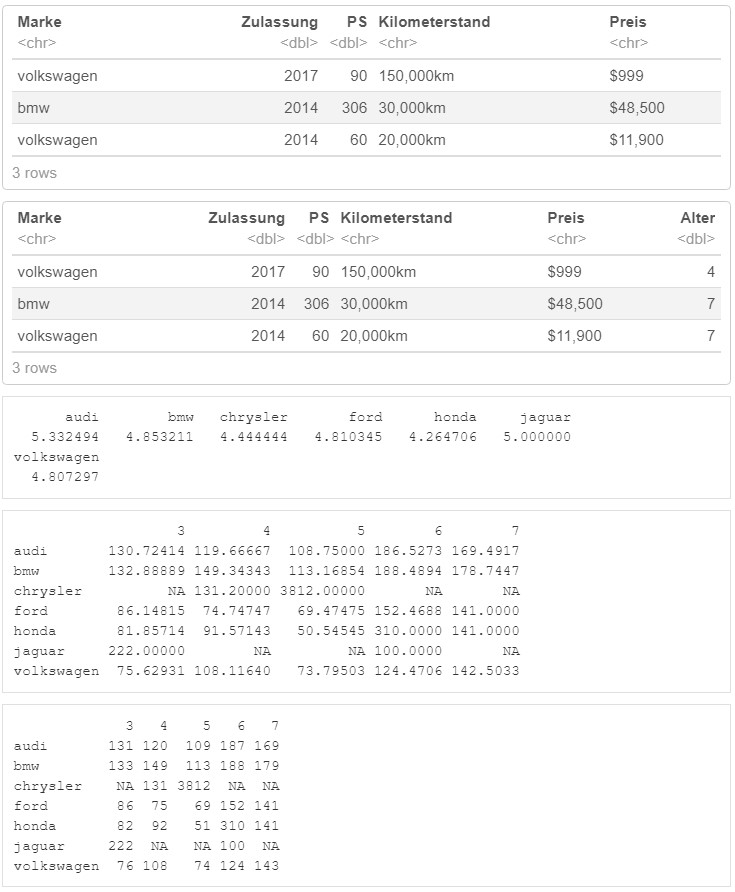 Marke Zulassung PS Kilometerstand Preis
<chr> <dbl> <dbl> <chr> <chr>
volkswagen 2017 90 150,000km $999
bmw 2014 306 30,000km $48,500
volkswagen 2014 60 20,000km $11,900
3 rows
Marke Zulassung PS Kilometerstand Preis Alter
<chr> <dbl> <dbl> <chr> <chr> <dbl>
volkswagen 2017 90 150,000km $999 4
bmw 2014 306 30,000km $48,500 7
volkswagen 2014 60 20,000km $11,900 7
3 rows
audi bmw chrysler ford honda jaguar
5.332494 4.853211 4.444444 4.810345 4.264706 5.000000
volkswagen
4.807297
3 4 5 6 7
audi 130.72414 119.66667 108.75000 186.5273 169.4917
bmw 132.88889 149.34343 113.16854 188.4894 178.7447
chrysler NA 131.20000 3812.00000 NA NA
ford 86.14815 74.74747 69.47475 152.4688 141.0000
honda 81.85714 91.57143 50.54545 310.0000 141.0000
jaguar 222.00000 NA NA 100.0000 NA
volkswagen 75.62931 108.11640 73.79503 124.4706 142.5033
3 4 5 6 7
audi 131 120 109 187 169
bmw 133 149 113 188 179
chrysler NA 131 3812 NA NA
ford 86 75 69 152 141
honda 82 92 51 310 141
jaguar 222 NA NA 100 NA
volkswagen 76 108 74 124 143